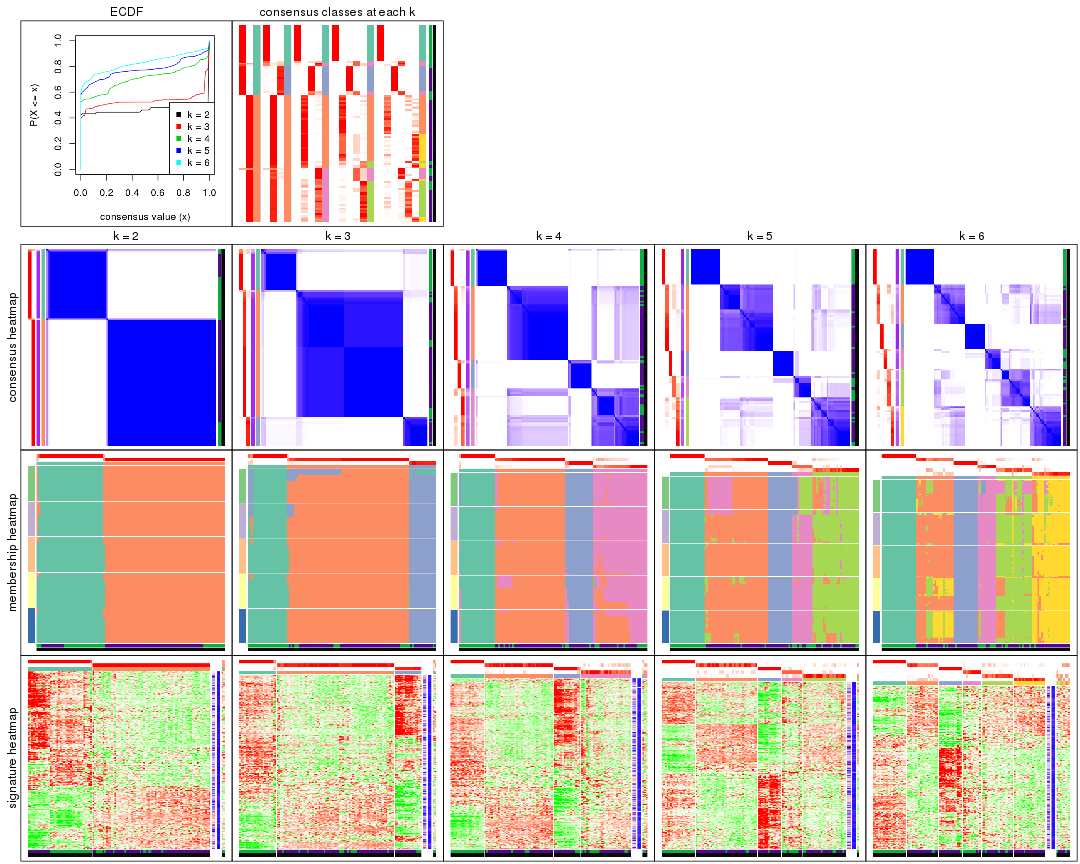 ECDF
consensus classes at each k
P(X <= x)
1.0
0.8
0.6
0.4
0.2
0.0
k = 2
k = 3
k = 4
k = 5
k = 6
0.0 0.2 0.4 0.6 0.8 1.0
consensus value (x)
k = 2
k = 3
k = 4
k = 5
k = 6
consensus heatmap
membership heatmap
signature heatmap